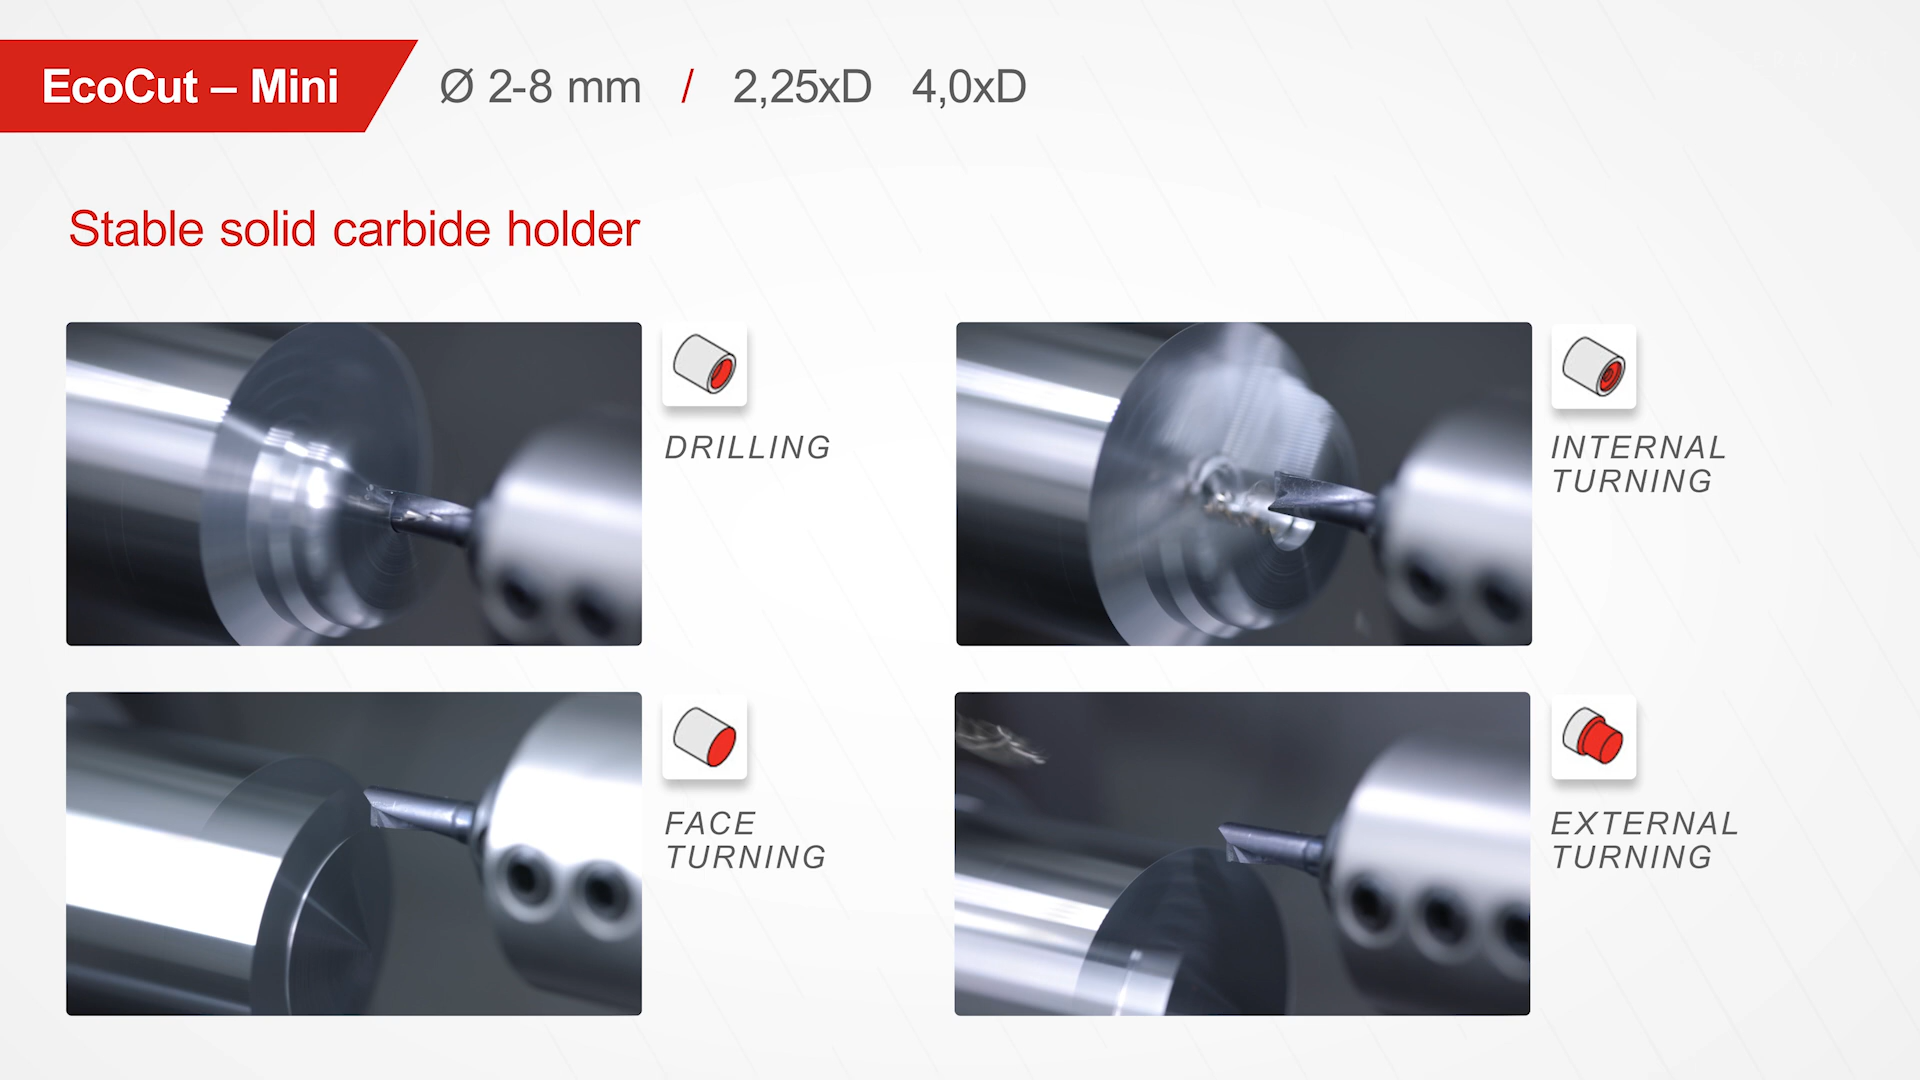 EcoCut – Mini
Ø 2-8 mm / 2,25xD 4,0xD
Stable solid carbide holder
DRILLING
INTERNAL
TURNING
FACE
TURNING
EXTERNAL
TURNING